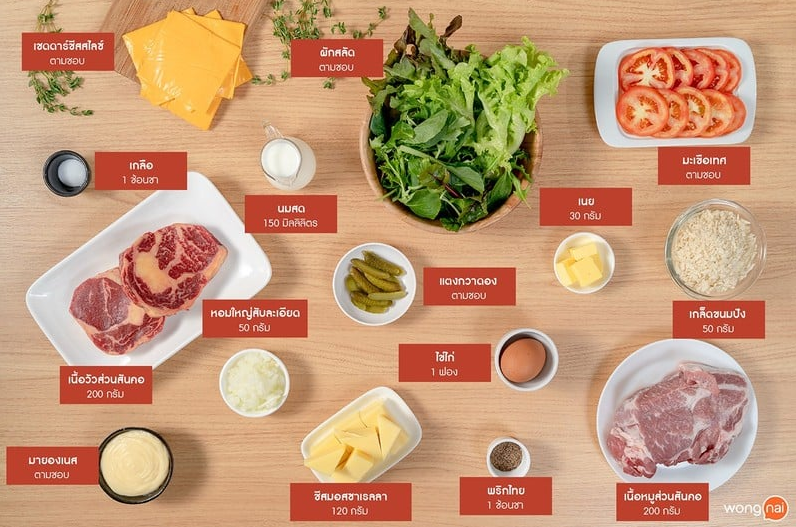 เชดดาร์ชีสสไลซ์
ตามชอบ
ผักสลัด
ตามชอบ
มะเขือเทศ
ตามชอบ
เกลือ
1 ช้อนชา
นมสด
150 มิลลิลิตร
เนย
30 กรัม
แตงกวาดอง
ตามชอบ
เกล็ดขนมปัง
50 กรัม
หอมใหญ่สับละเอียด
50 กรัม
ไข่ไก่
1 ฟอง
เนื้อวัวส่วนสันคอ
200 กรัม
มายองเนส
ตามชอบ
ชีสมอสซาเรลลา
120 กรัม
พริกไทย
1 ช้อนชา
เนื้อหมูส่วนสันคอ
200 กรัม
wongnai